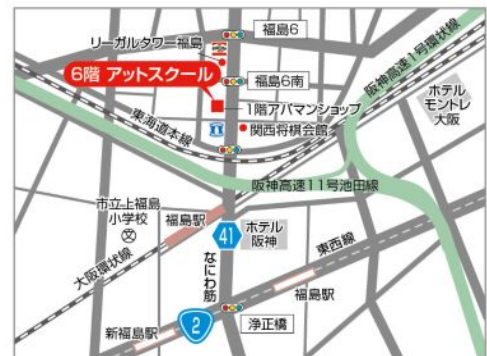 福島6
リーガルタワー福島
6階 アットスクール
福島6南
1階アパマンショップ
関西将棋会館
阪神高速1号環状線
ホテル
モントレ
大阪
東海道本線
阪神高速11号池田線
市立上福島
小学校
文
福島駅
41
ホテル
阪神
大阪環状線
なにわ筋
東西線
福島駅
新福島駅
2
浄正橋